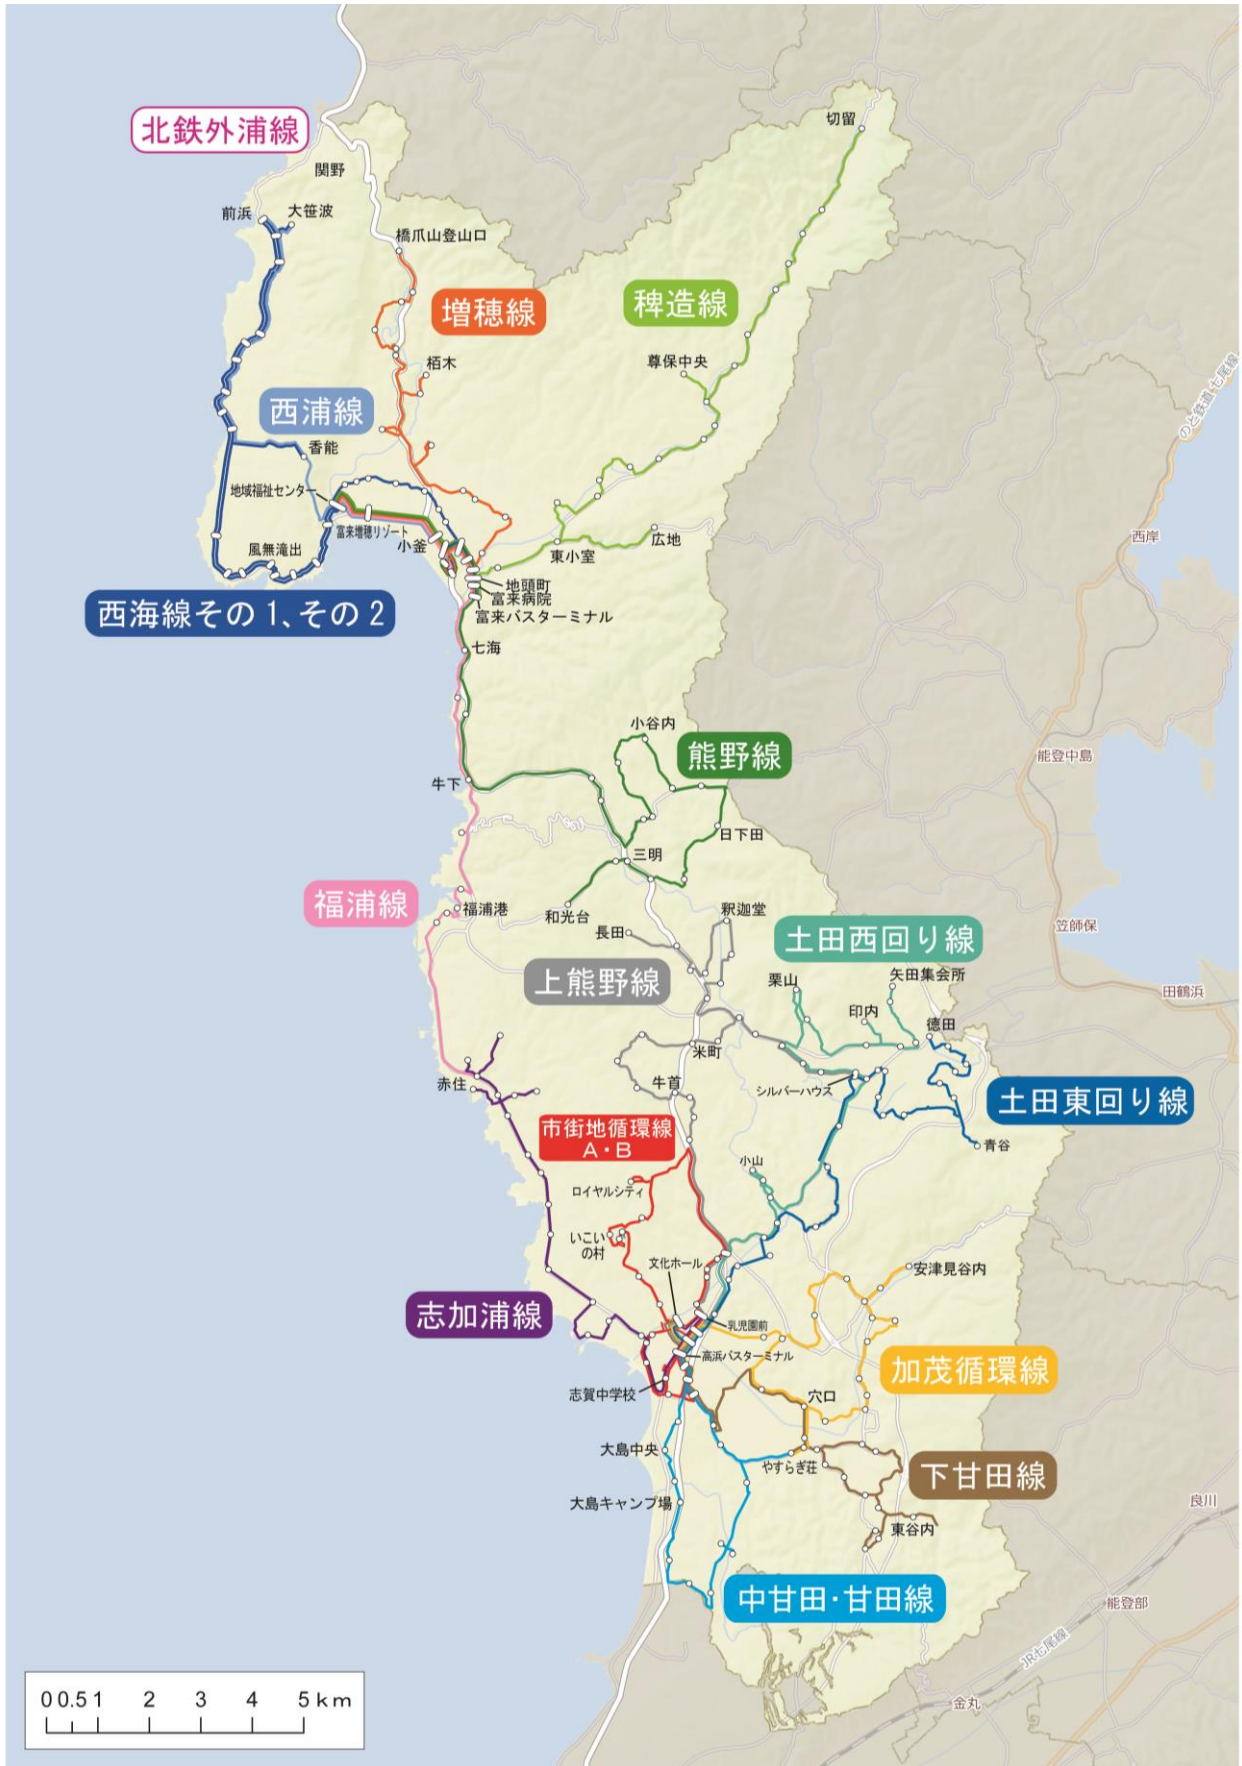 切留
北鉄外浦線
関野
前浜
大笹波
橋爪山登山口
増穂線
稗造線
栢木
尊保中央
のと鉄道 七尾線
西浦線
香能
地域福祉センター
富来増穂リゾート
小釜
風無滝出
東小室
広地
西岸
地頭町
富来病院
富来バスターミナル
西海線その1、その2
七海
小谷内
熊野線
能登中島
牛下
日下田
三明
福浦線
福浦港
和光台
釈迦堂
長田
土田西回り線
笠師保
上熊野線
栗山
矢田集会所
田鶴浜
印内
徳田
米町
赤住
牛首
シルバーハウス
土田東回り線
市街地循環線
A・B
青谷
小山
ロイヤルシティ
いこい
の村
文化ホール
安津見谷内
志加浦線
乳児園前
高浜バスターミナル
加茂循環線
志賀中学校
穴口
大島中央
やすらぎ荘
下甘田線
大島キャンプ場
良川
東谷内
中甘田・甘田線
能登部
JR七尾線
金丸
0 0.5 1 2 3 4 5 km